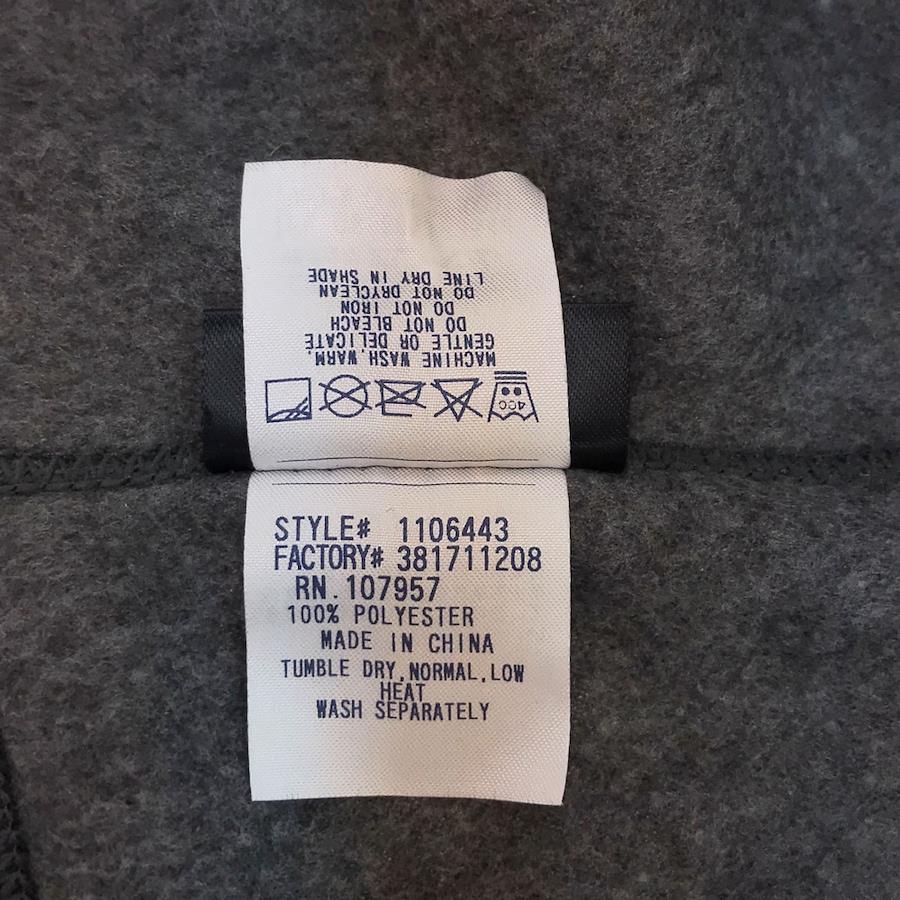 MACHINE WASH,WARM,
GENTLE OR DELICATE
DO NOT BLEACH
DO NOT IRON
DO NOT DRYCLEAN
LINE DRY IN SHADE
STYLE# 1106443
FACTORY# 381711208
RN.107957
100% POLYESTER
MADE IN CHINA
TUMBLE DRY,NORMAL,LOW
HEAT
WASH SEPARATELY